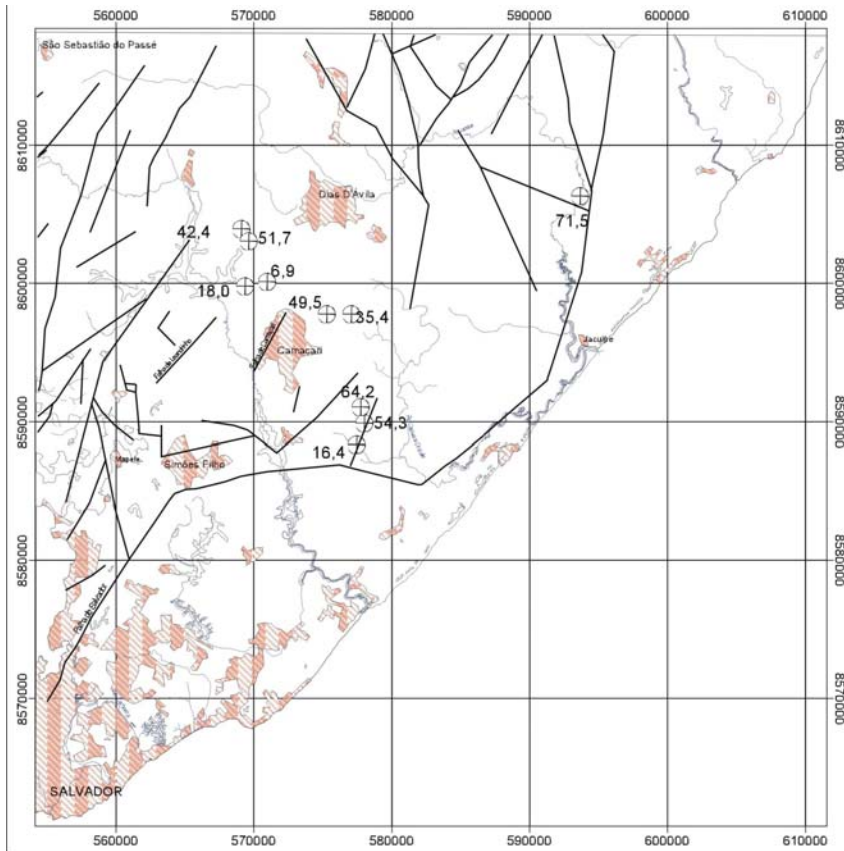 560000 570000 580000 590000 600000 610000
São Sebastião do Passé
8610000 8610000
Dias D'Ávila
71,5
42,4
51,7
6,9
18,0
8600000 8600000
49,5
35,4
Camaçari
Jacuípe
64,2
54,3
16,4
8590000 8590000
Simões Filho
8580000 8580000
8570000 8570000
SALVADOR
560000 570000 580000 590000 600000 610000